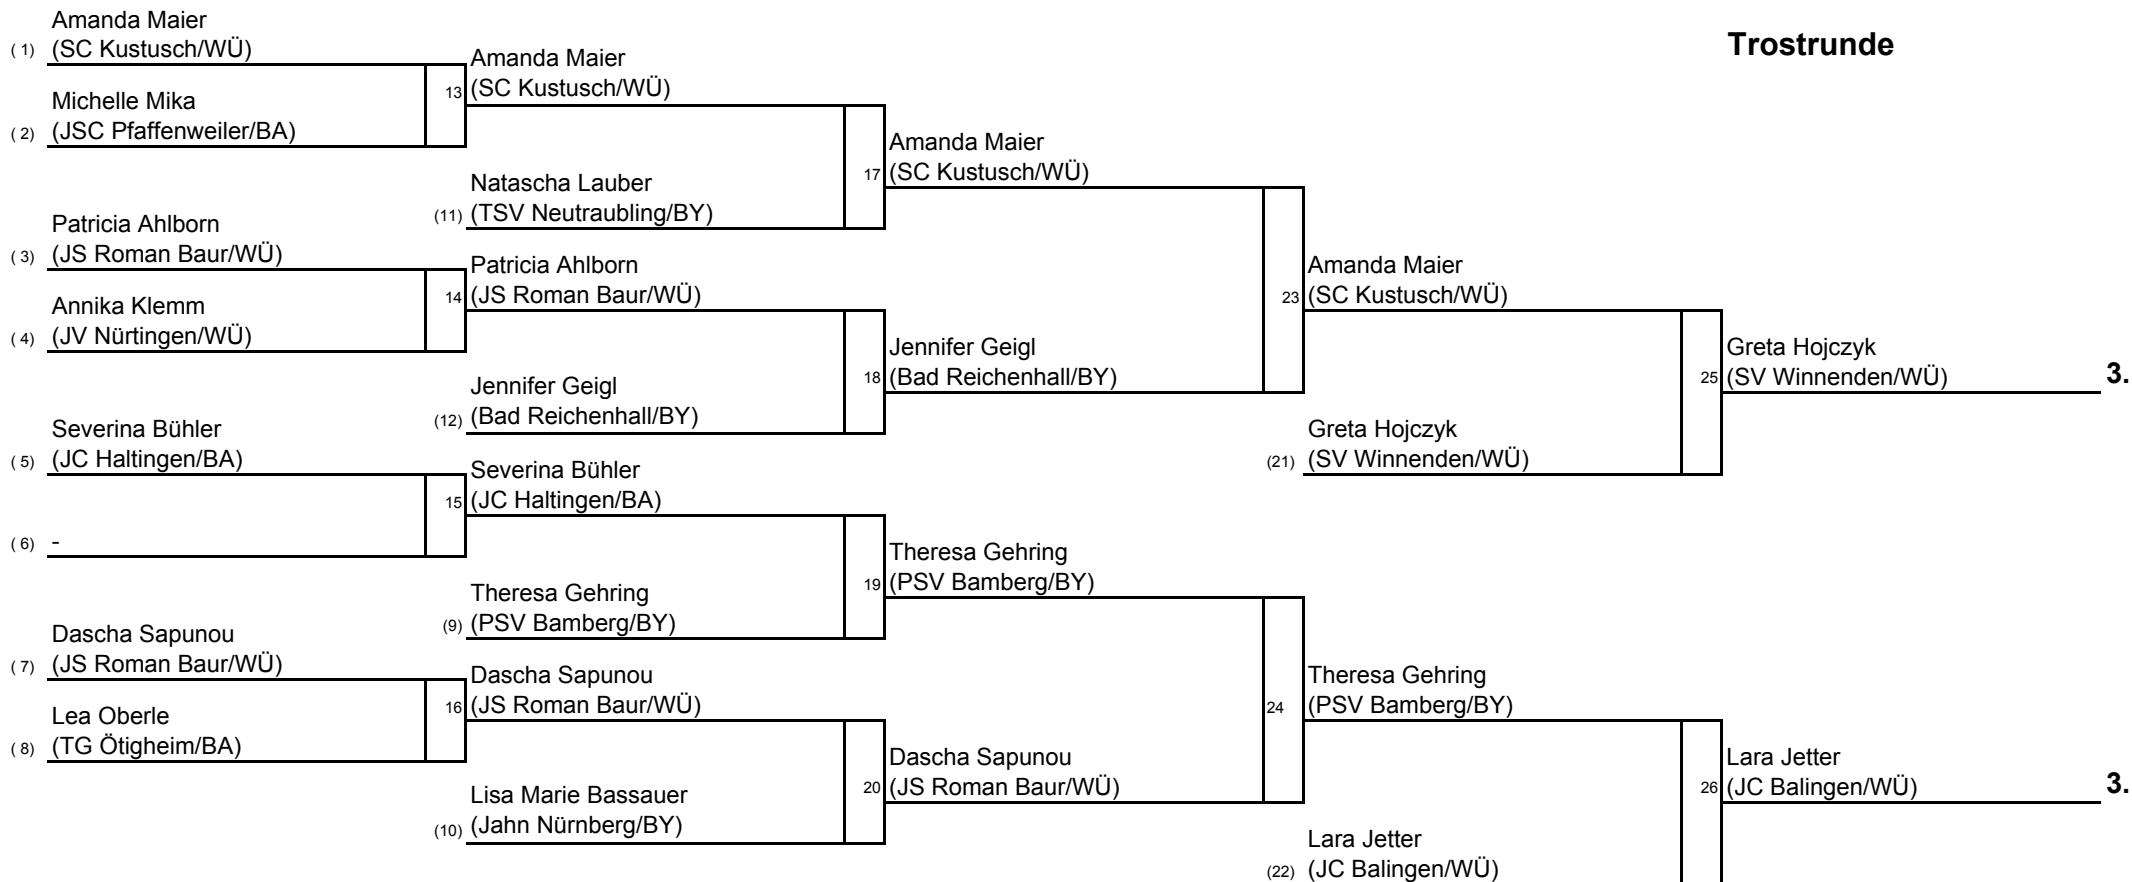 Trostrunde
Amanda Maier
( 1) (SC Kustusch/WÜ)
Michelle Mika
( 2) (JSC Pfaffenweiler/BA)
Patricia Ahlborn
( 3) (JS Roman Baur/WÜ)
Annika Klemm
( 4) (JV Nürtingen/WÜ)
Severina Bühler
( 5) (JC Haltingen/BA)
( 6) -
Dascha Sapunou
( 7) (JS Roman Baur/WÜ)
Lea Oberle
( 8) (TG Ötigheim/BA)
Amanda Maier
13 (SC Kustusch/WÜ)
Natascha Lauber
(11) (TSV Neutraubling/BY)
Patricia Ahlborn
14 (JS Roman Baur/WÜ)
Jennifer Geigl
(12) (Bad Reichenhall/BY)
Severina Bühler
15 (JC Haltingen/BA)
Theresa Gehring
(9) (PSV Bamberg/BY)
Dascha Sapunou
16 (JS Roman Baur/WÜ)
Lisa Marie Bassauer
(10) (Jahn Nürnberg/BY)
Amanda Maier
17 (SC Kustusch/WÜ)
Jennifer Geigl
18 (Bad Reichenhall/BY)
Theresa Gehring
19 (PSV Bamberg/BY)
Dascha Sapunou
20 (JS Roman Baur/WÜ)
Amanda Maier
23 (SC Kustusch/WÜ)
Greta Hojczyk
(21) (SV Winnenden/WÜ)
Theresa Gehring
24 (PSV Bamberg/BY)
Lara Jetter
(22) (JC Balingen/WÜ)
Greta Hojczyk
25 (SV Winnenden/WÜ) 3.
Lara Jetter
26 (JC Balingen/WÜ) 3.